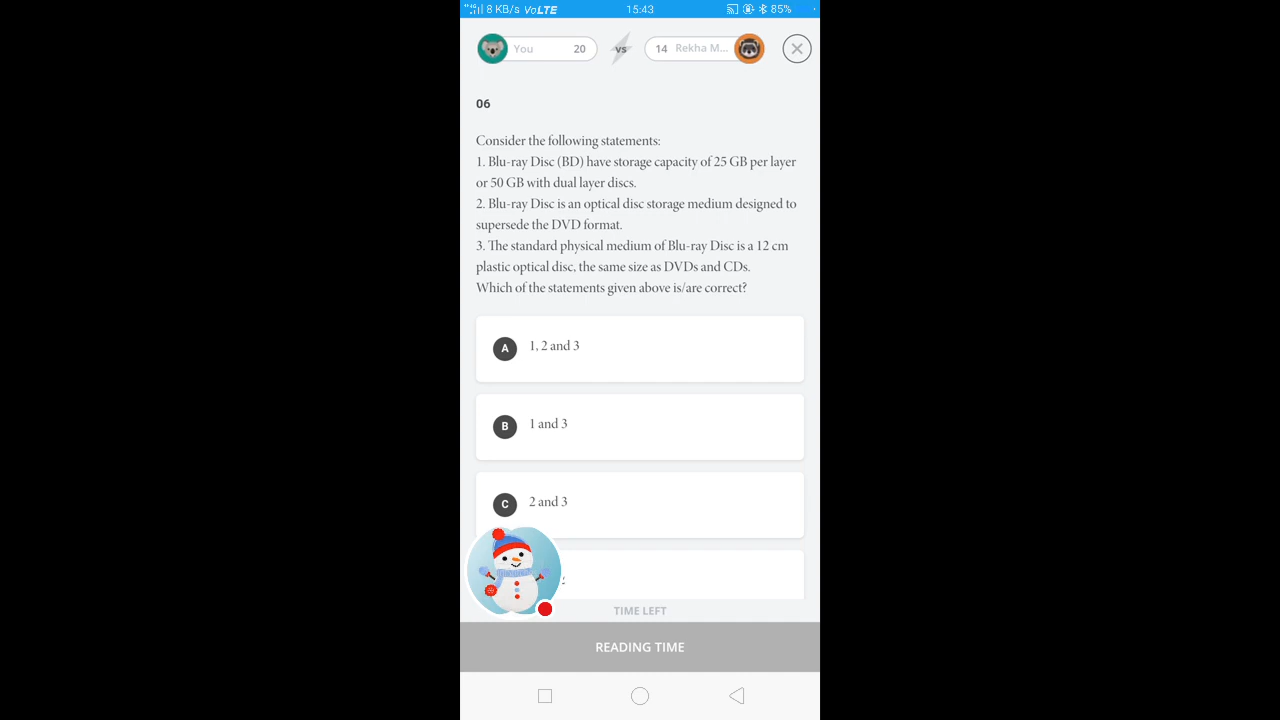 8 KB/s VoLTE 15:43 85%
You 20 vs 14 Rekha M...
06
Consider the following statements:
1. Blu-ray Disc (BD) have storage capacity of 25 GB per layer
or 50 GB with dual layer discs.
2. Blu-ray Disc is an optical disc storage medium designed to
supersede the DVD format.
3. The standard physical medium of Blu-ray Disc is a 12 cm
plastic optical disc, the same size as DVDs and CDs.
Which of the statements given above is/are correct?
A 1, 2 and 3
B 1 and 3
C 2 and 3
TIME LEFT
READING TIME